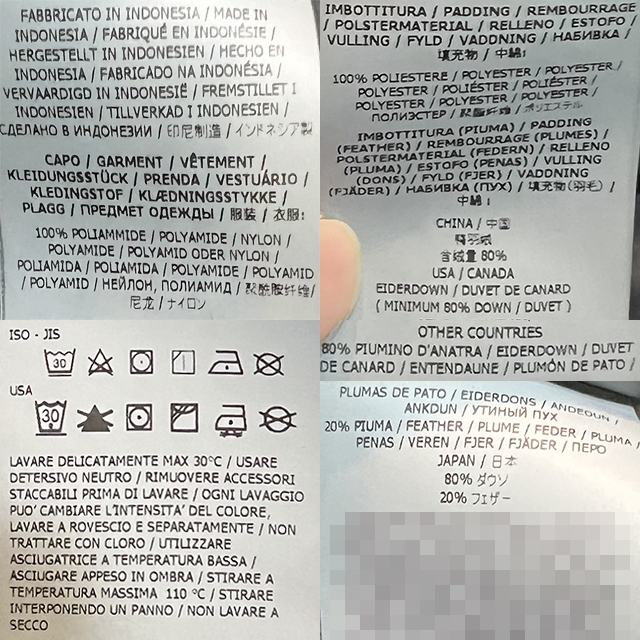 FABBRICATO IN INDONESIA / MADE IN
INDONESIA / FABRIQUÉ EN INDONÉSIE /
HERGESTELLT IN INDONESIEN / HECHO EN
INDONESIA / FABRICADO NA INDONÉSIA /
VERVAARDIGD IN INDONESIË / FREMSTILLET I
INDONESIEN / TILLVERKAD I INDONESIEN /
СДЕЛАНО В ИНДОНЕЗИИ / 印尼制造 / インドネシア製
CAPO / GARMENT / VÊTEMENT /
KLEIDUNGSSTÜCK / PRENDA / VESTUÁRIO /
KLEDINGSTOF / KLÆDNINGSSTYKKE /
PLAGG / ПРЕДМЕТ ОДЕЖДЫ / 服装 / 衣服:
100% POLIAMMIDE / POLYAMIDE / NYLON /
POLYAMIDE / POLYAMID ODER NYLON /
POLIAMIDA / POLIAMIDA / POLYAMIDE / POLYAMID
/ POLYAMID / НЕЙЛОН, ПОЛИАМИД / 聚酰胺纤维/
尼龙 / ナイロン
IMBOTTITURA / PADDING / REMBOURRAGE
/ POLSTERMATERIAL / RELLENO / ESTOFO /
VULLING / FYLD / VADDNING / НАБИВКА /
填充物 / 中綿:
100% POLIESTERE / POLYESTER / POLYESTER /
POLYESTER / POLIÉSTER / POLIÉSTER /
POLYESTER / POLYESTER / POLYESTER /
ПОЛИЭСТЕР / 聚酯纤维 / ポリエステル
IMBOTTITURA (PIUMA) / PADDING
(FEATHER) / REMBOURRAGE (PLUMES) /
POLSTERMATERIAL (FEDERN) / RELLENO
(PLUMA) / ESTOFO (PENAS) / VULLING
(DONS) / FYLD (FJER) / VADDNING
(FJÄDER) / НАБИВКА (ПУХ) / 填充物(羽毛) /
中綿:
CHINA / 中国
首绒量 80%
USA / CANADA
EIDERDOWN / DUVET DE CANARD
( MINIMUM 80% DOWN / DUVET )
OTHER COUNTRIES
80% PIUMINO D'ANATRA / EIDERDOWN / DUVET
DE CANARD / ENTENDAUNE / PLUMÓN DE PATO /
PLUMAS DE PATO / EIDERDONS / ANDEDUN /
ANKDUN / УТИНЫЙ ПУХ
20% PIUMA / FEATHER / PLUME / FEDER / PLUMA /
PENAS / VEREN / FJER / FJÄDER / ПЕРО
JAPAN / 日本
80% ダウン
20% フェザー
ISO - JIS
30
USA
30
LAVARE DELICATAMENTE MAX 30°C / USARE
DETERSIVO NEUTRO / RIMUOVERE ACCESSORI
STACCABILI PRIMA DI LAVARE / OGNI LAVAGGIO
PUO' CAMBIARE L'INTENSITA' DEL COLORE,
LAVARE A ROVESCIO E SEPARATAMENTE / NON
TRATTARE CON CLORO / UTILIZZARE
ASCIUGATRICE A TEMPERATURA BASSA /
ASCIUGARE APPESO IN OMBRA / STIRARE A
TEMPERATURA MASSIMA 110 °C / STIRARE
INTERPONENDO UN PANNO / NON LAVARE A
SECCO